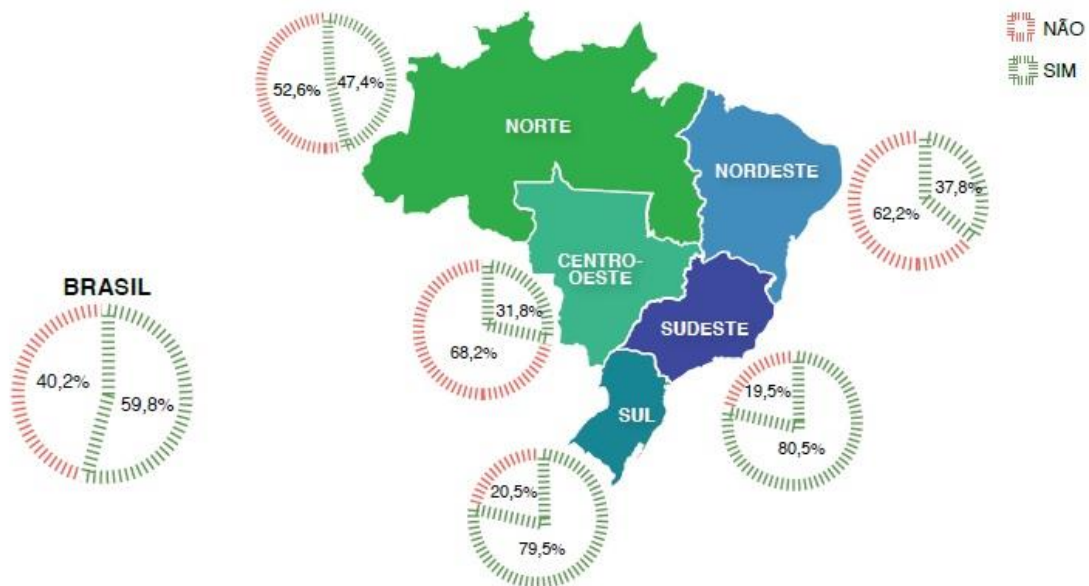 NÃO
SIM
52,6%
47,4%
NORTE
NORDESTE
37,8%
62,2%
CENTRO-
OESTE
BRASIL
31,8%
68,2%
SUDESTE
40,2%
59,8%
19,5%
80,5%
SUL
20,5%
79,5%